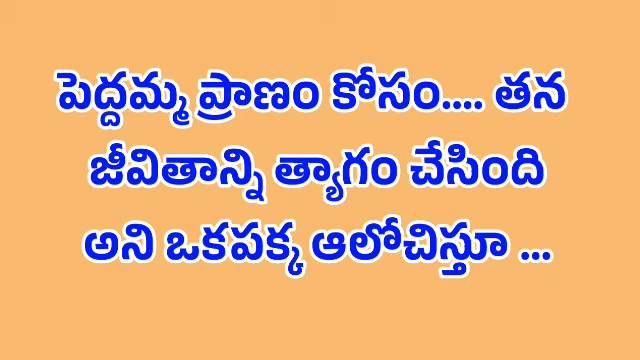 పెద్దమ్మ ప్రాణం కోసం.... తన
జీవితాన్ని త్యాగం చేసింది
అని ఒకపక్క ఆలోచిస్తూ ...